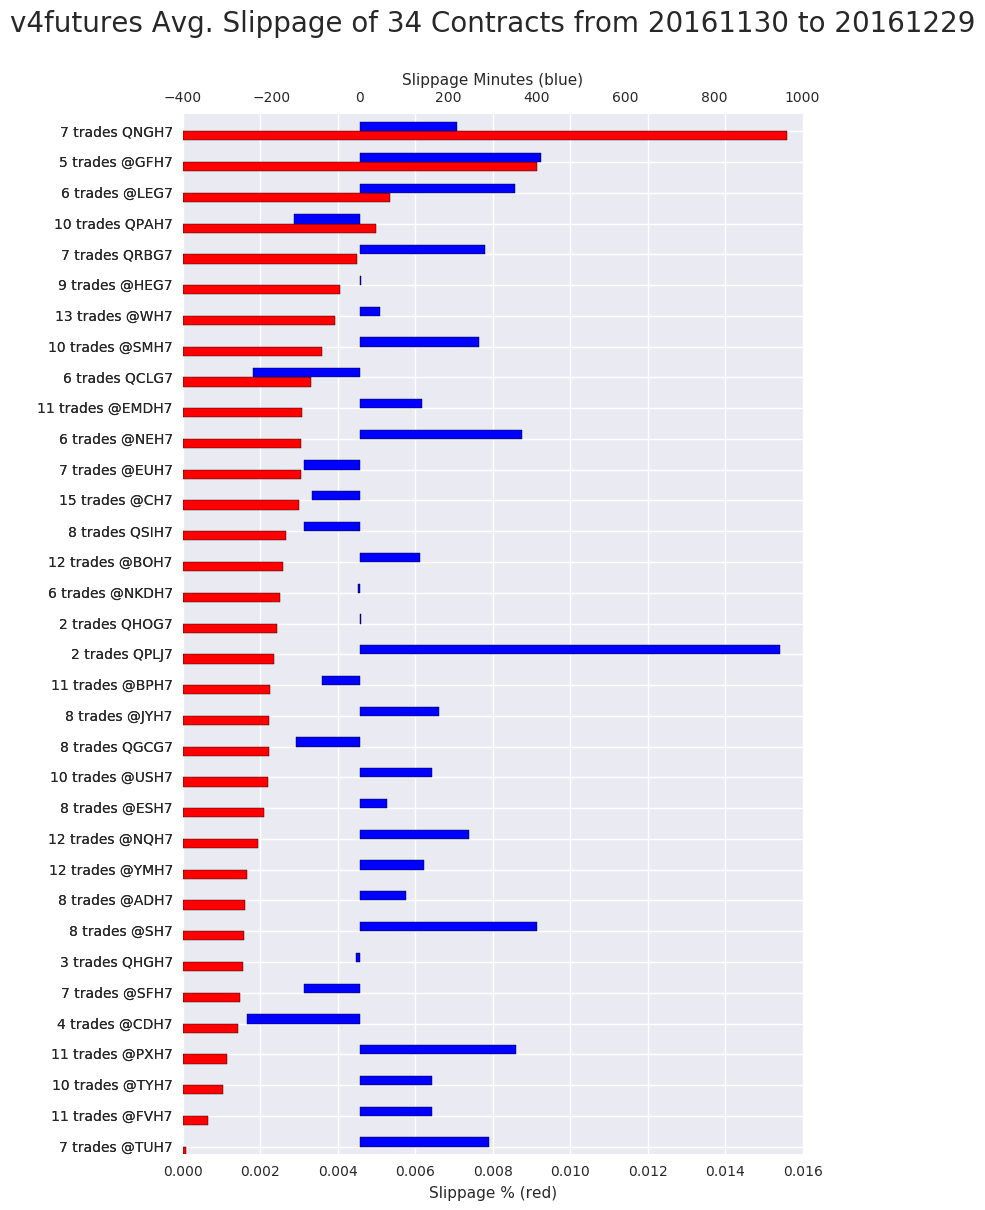 v4futures Avg. Slippage of 34 Contracts from 20161130 to 20161229
Slippage Minutes (blue)
−400 −200 0 200 400 600 800 1000
7 trades QNGH7
5 trades @GFH7
6 trades @LEG7
10 trades QPAH7
7 trades QRBG7
9 trades @HEG7
13 trades @WH7
10 trades @SMH7
6 trades QCLG7
11 trades @EMDH7
6 trades @NEH7
7 trades @EUH7
15 trades @CH7
8 trades QSIH7
12 trades @BOH7
6 trades @NKDH7
2 trades QHOG7
2 trades QPLJ7
11 trades @BPH7
8 trades @JYH7
8 trades QGCG7
10 trades @USH7
8 trades @ESH7
12 trades @NQH7
12 trades @YMH7
8 trades @ADH7
8 trades @SH7
3 trades QHGH7
7 trades @SFH7
4 trades @CDH7
11 trades @PXH7
10 trades @TYH7
11 trades @FVH7
7 trades @TUH7
0.000 0.002 0.004 0.006 0.008 0.010 0.012 0.014 0.016
Slippage % (red)